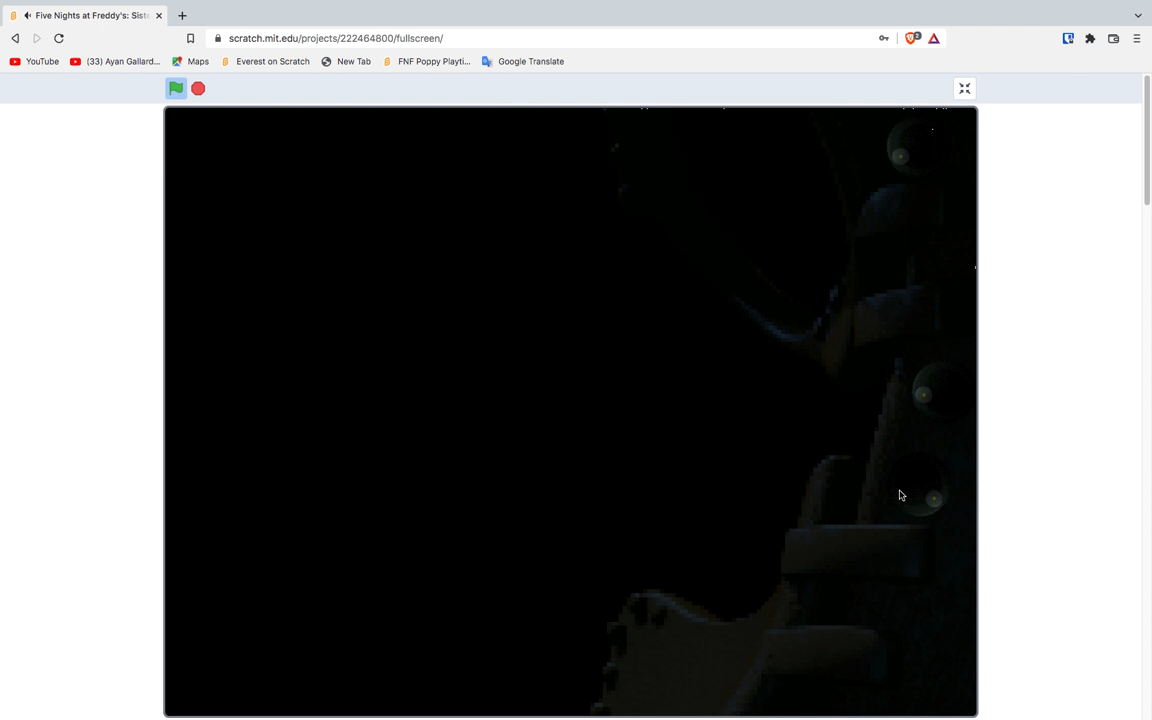 Five Nights at Freddy's: Siste
scratch.mit.edu/projects/222464800/fullscreen/
2
YouTube
(33) Ayan Gallard...
Maps
Everest on Scratch
New Tab
FNF Poppy Playti...
Google Translate